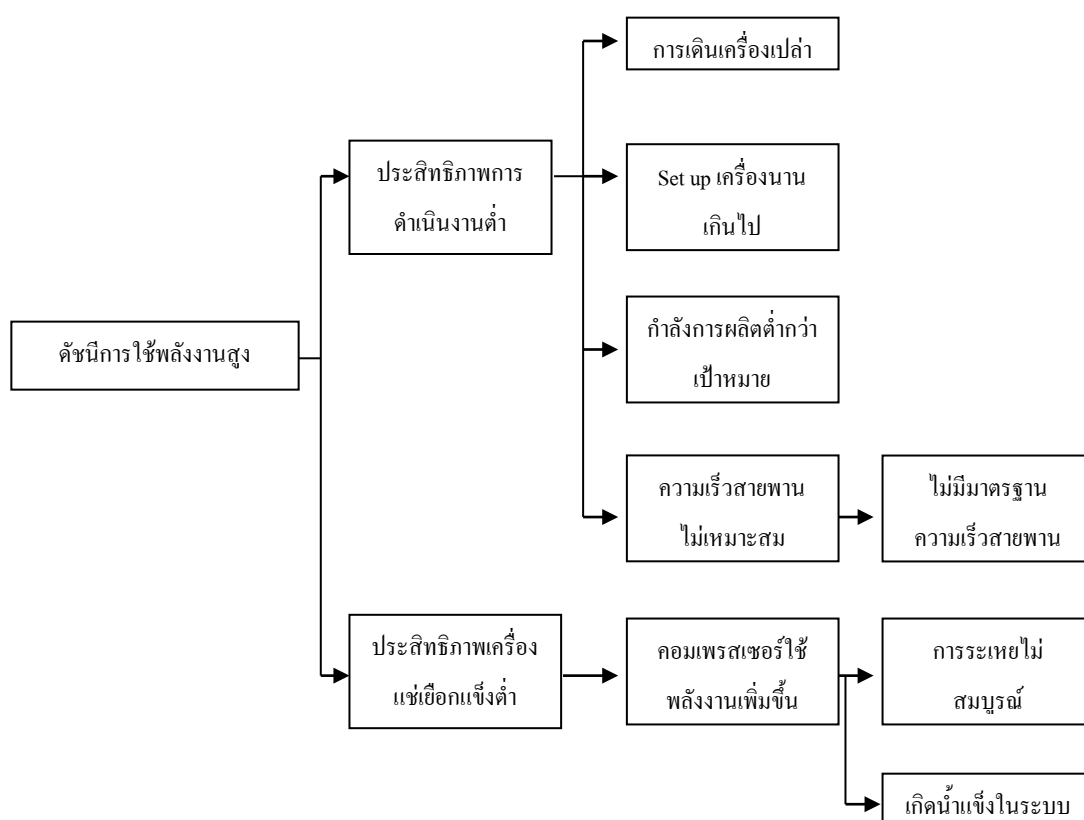 การเดินเครื่องเปล่า
ประสิทธิภาพการ
ดำเนินงานต่ำ
Set up เครื่องนาน
เกินไป
ดัชนีการใช้พลังงานสูง
กำลังการผลิตต่ำกว่า
เป้าหมาย
ความเร็วสายพาน
ไม่เหมาะสม
ไม่มีมาตรฐาน
ความเร็วสายพาน
ประสิทธิภาพเครื่อง
แช่เยือกแข็งต่ำ
คอมเพรสเซอร์ใช้
พลังงานเพิ่มขึ้น
การระเหยไม่
สมบูรณ์
เกิดน้ำแข็งในระบบ